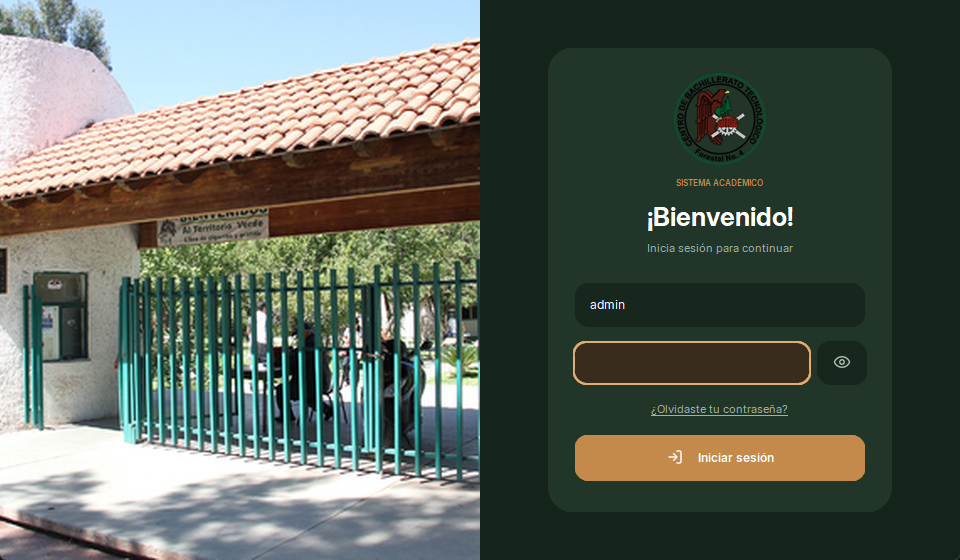 BIENVENIDOS
Al Territorio Verde
CENTRO DE BACHILLERATO TECNOLÓGICO
Forestal No. 4
SISTEMA ACADÉMICO
¡Bienvenido!
Inicia sesión para continuar
admin
¿Olvidaste tu contraseña?
Iniciar sesión